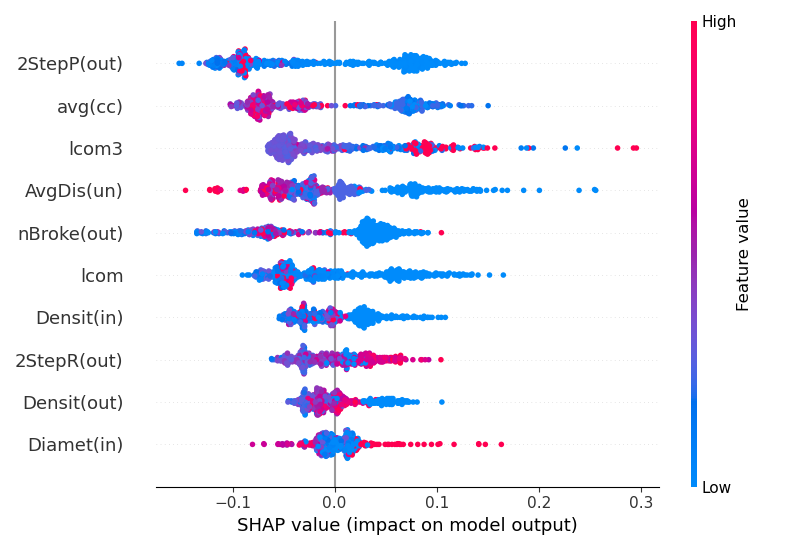 High
2StepP(out)
avg(cc)
lcom3
AvgDis(un)
nBroke(out)
lcom
Densit(in)
2StepR(out)
Densit(out)
Diamet(in)
Feature value
Low
−0.1 0.0 0.1 0.2 0.3
SHAP value (impact on model output)